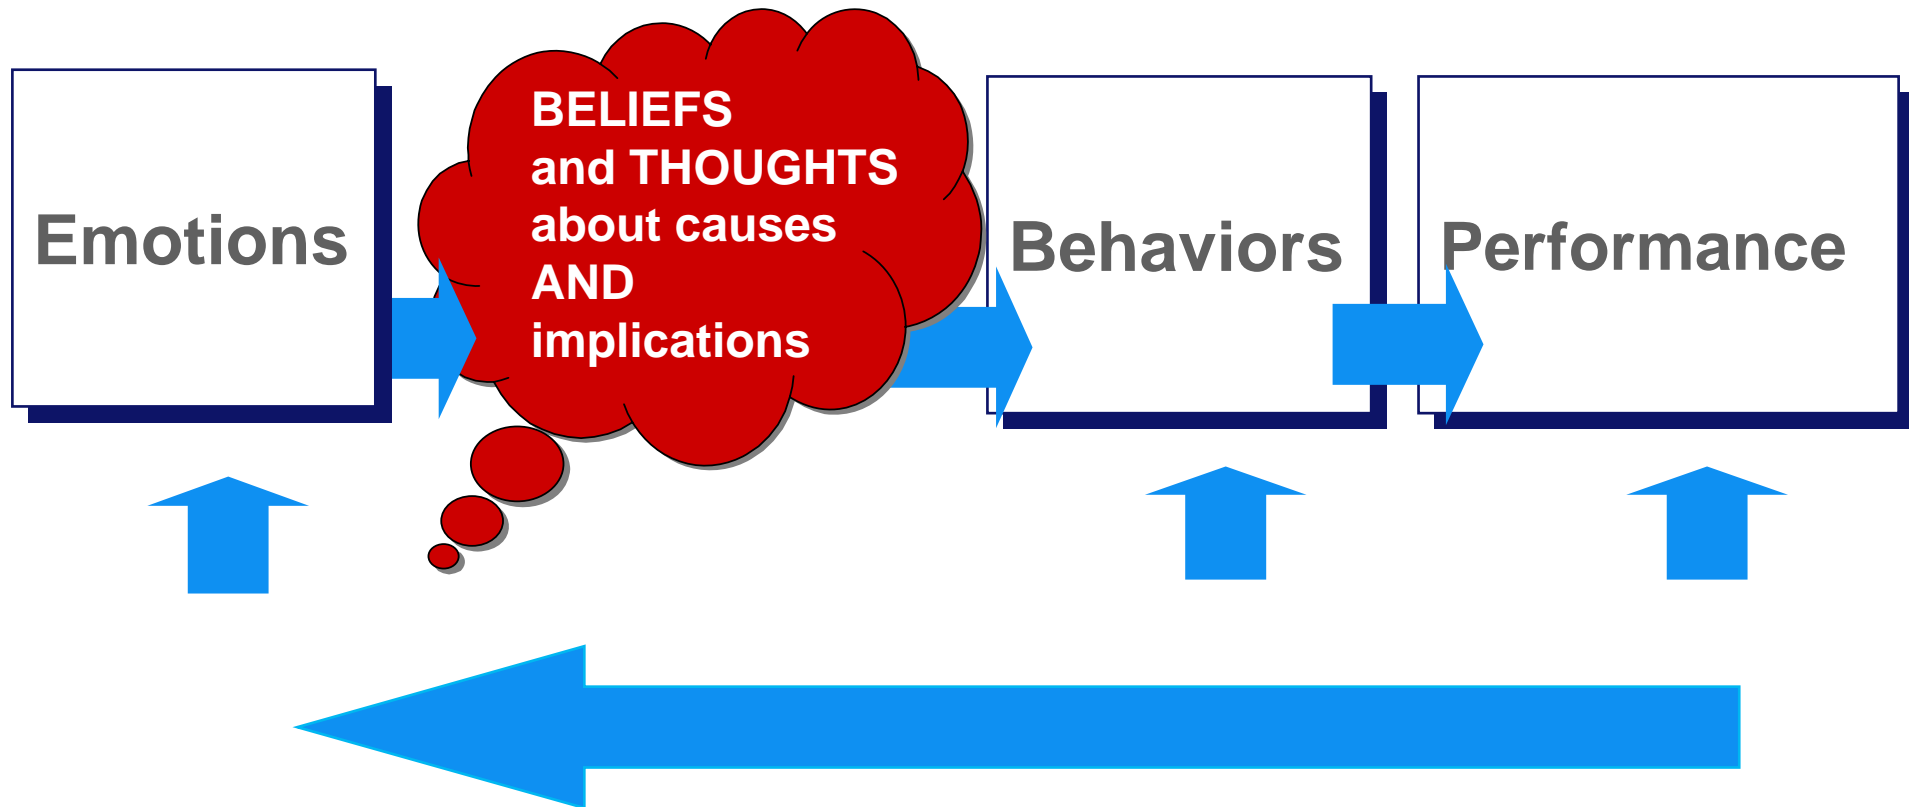 Emotions
BELIEFS
and THOUGHTS
about causes
AND
implications
Behaviors
Performance